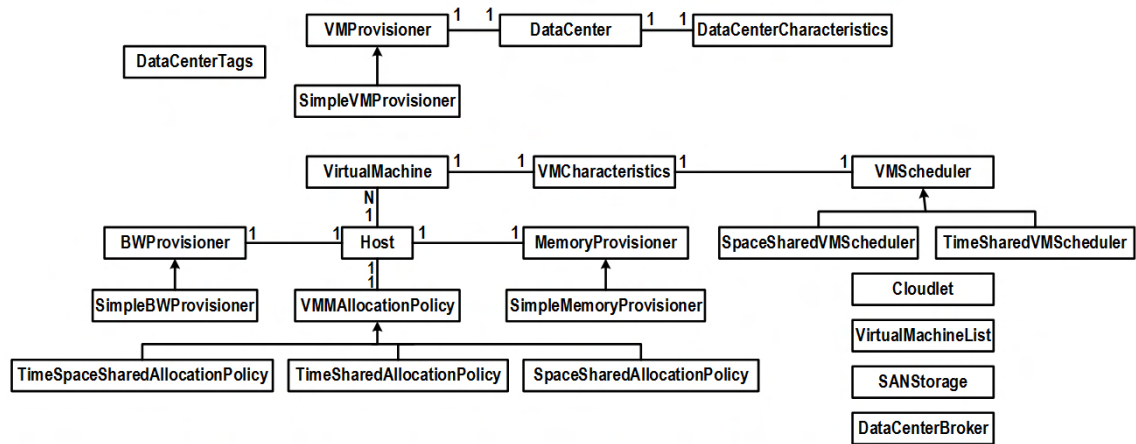 1 1 1 1
VMProvisioner DataCenter DataCenterCharacteristics
DataCenterTags
SimpleVMProvisioner
1 1 1 1
VirtualMachine VMCharacteristics VMScheduler
N
1
1 1 1 1
BWProvisioner Host MemoryProvisioner SpaceSharedVMScheduler TimeSharedVMScheduler
1
1
Cloudlet
SimpleBWProvisioner VMMAllocationPolicy SimpleMemoryProvisioner
VirtualMachineList
TimeSpaceSharedAllocationPolicy TimeSharedAllocationPolicy SpaceSharedAllocationPolicy
SANStorage
DataCenterBroker